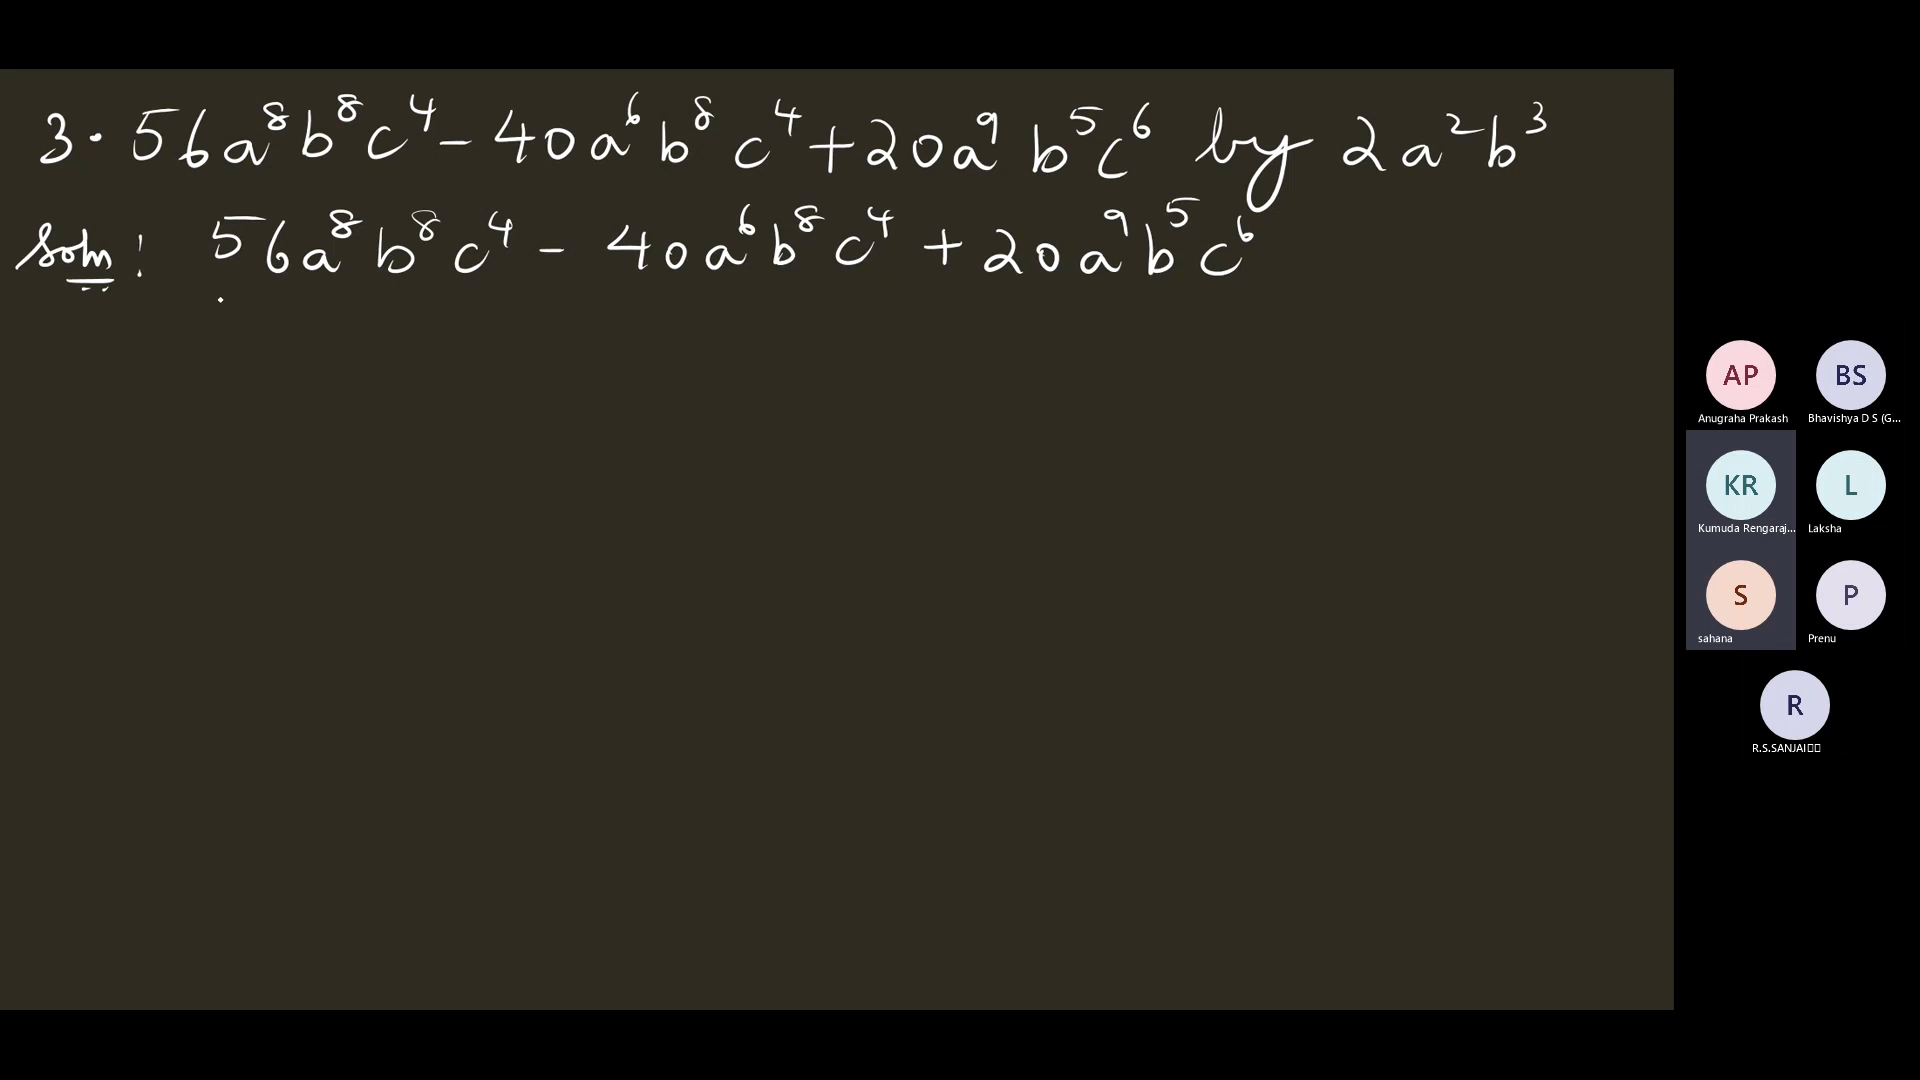 3. 56a⁸b⁸c⁴ - 40a⁶b⁸c⁴ + 20a⁹b⁵c⁶ by 2a²b³
Soln: 56a⁸b⁸c⁴ - 40a⁶b⁸c⁴ + 20a⁹b⁵c⁶
AP BS
Anugraha Prakash Bhavishya D S (G...
KR L
Kumuda Rengaraj... Laksha
S P
sahana Prenu
R
R.S.SANJAI